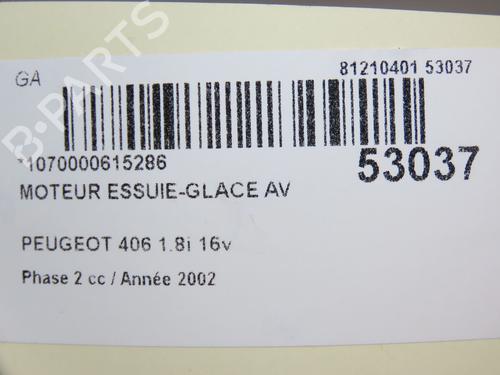 GA
81210401 53037
*1070000615286
53037
MOTEUR ESSUIE-GLACE AV
PEUGEOT 406 1.8i 16v
Phase 2 cc / Année 2002
B-PARTS